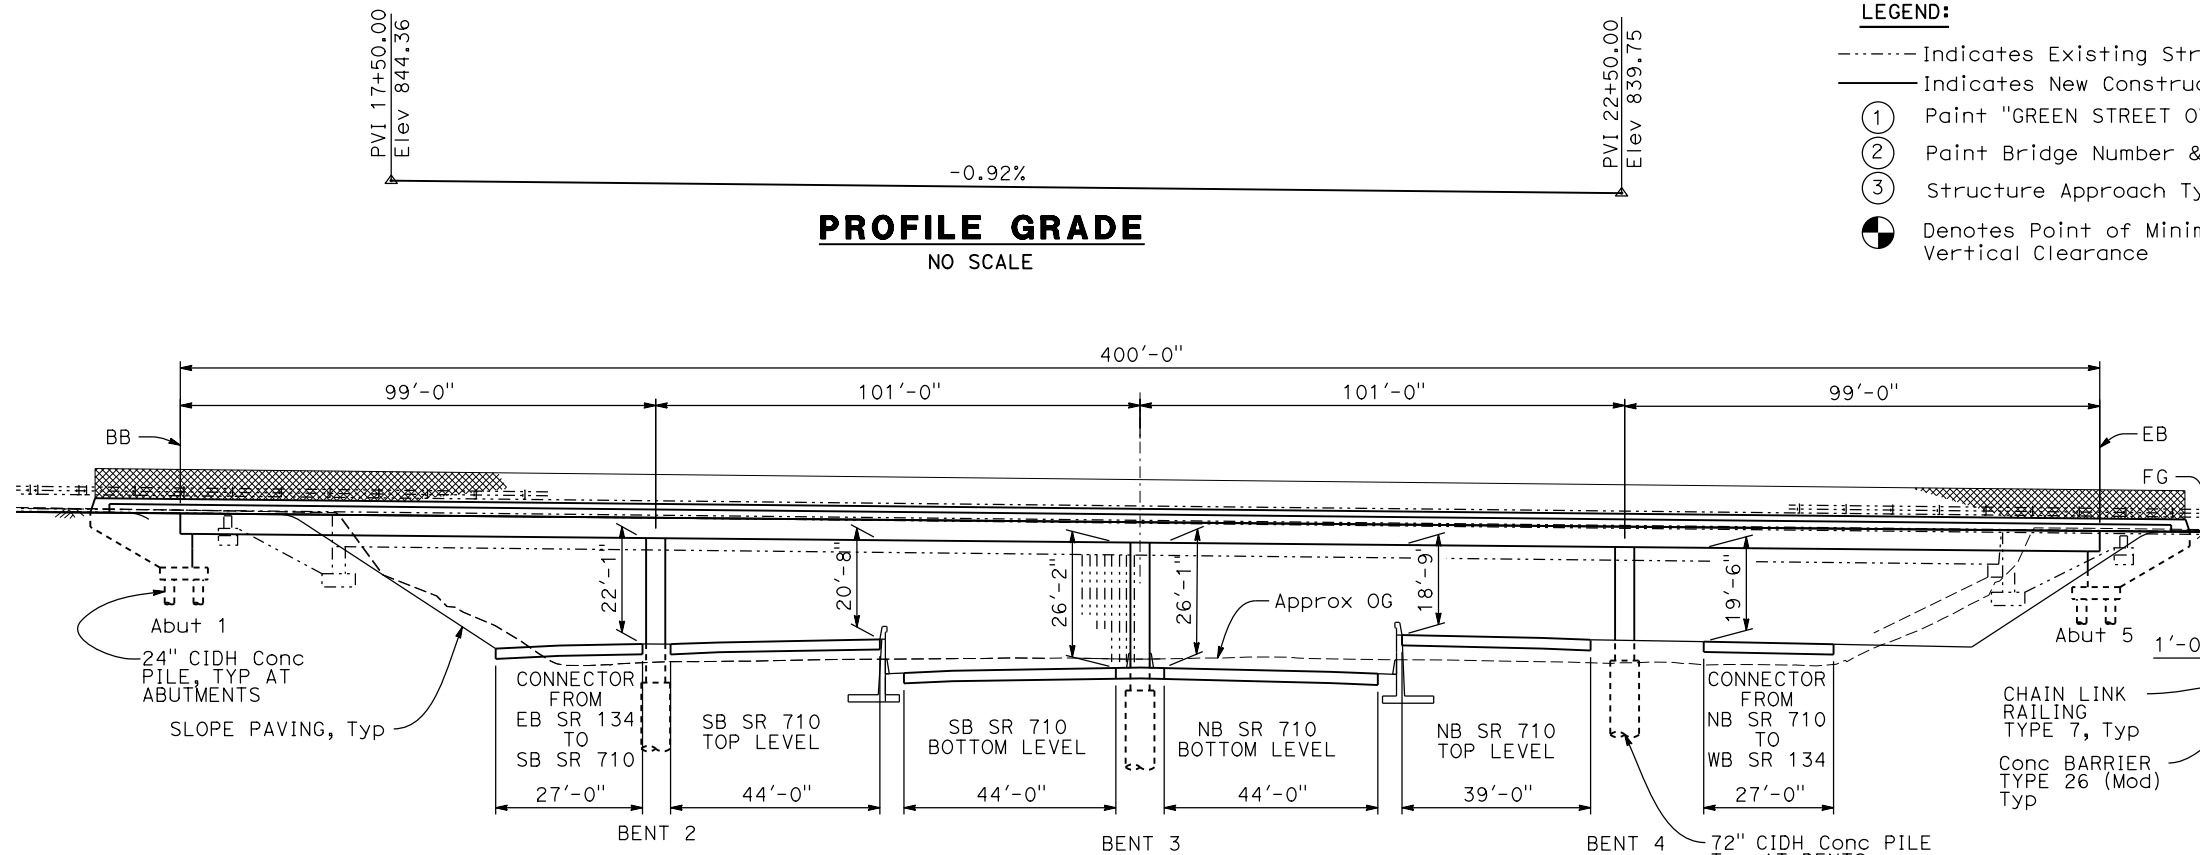 PVI 17+50.00
Elev 844.36
-0.92%
PVI 22+50.00
Elev 839.75
PROFILE GRADE
NO SCALE
LEGEND:
Indicates Existing
Indicates New
1 Paint "GREEN STREET
2 Paint Bridge Number &
3 Structure Approach
Denotes Point of
Vertical Clearance
400'-0"
99'-0" 101'-0" 101'-0" 99'-0"
BB
EB
FG
22'-1"
20'-8"
26'-2"
26'-1"
18'-9"
19'-6"
Approx OG
Abut 1
Abut 5
1'-0
24" CIDH Conc
PILE, TYP AT
ABUTMENTS
SLOPE PAVING, Typ
CONNECTOR
FROM
EB SR 134
TO
SB SR 710
SB SR 710
TOP LEVEL
SB SR 710
BOTTOM LEVEL
NB SR 710
BOTTOM LEVEL
NB SR 710
TOP LEVEL
CONNECTOR
FROM
NB SR 710
TO
WB SR 134
CHAIN LINK
RAILING
TYPE 7, Typ
Conc BARRIER
TYPE 26 (Mod)
Typ
27'-0" 44'-0" 44'-0" 44'-0" 39'-0" 27'-0"
BENT 2
BENT 3
BENT 4
72" CIDH Conc PILE